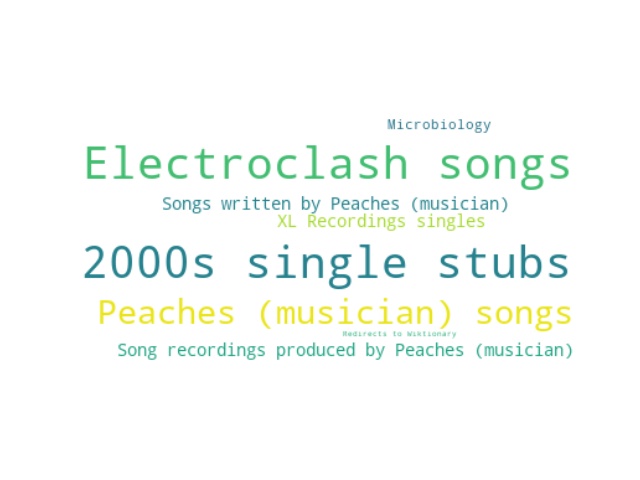 Microbiology
Electroclash songs
Songs written by Peaches (musician)
XL Recordings singles
2000s single stubs
Peaches (musician) songs
Redirects to Wiktionary
Song recordings produced by Peaches (musician)